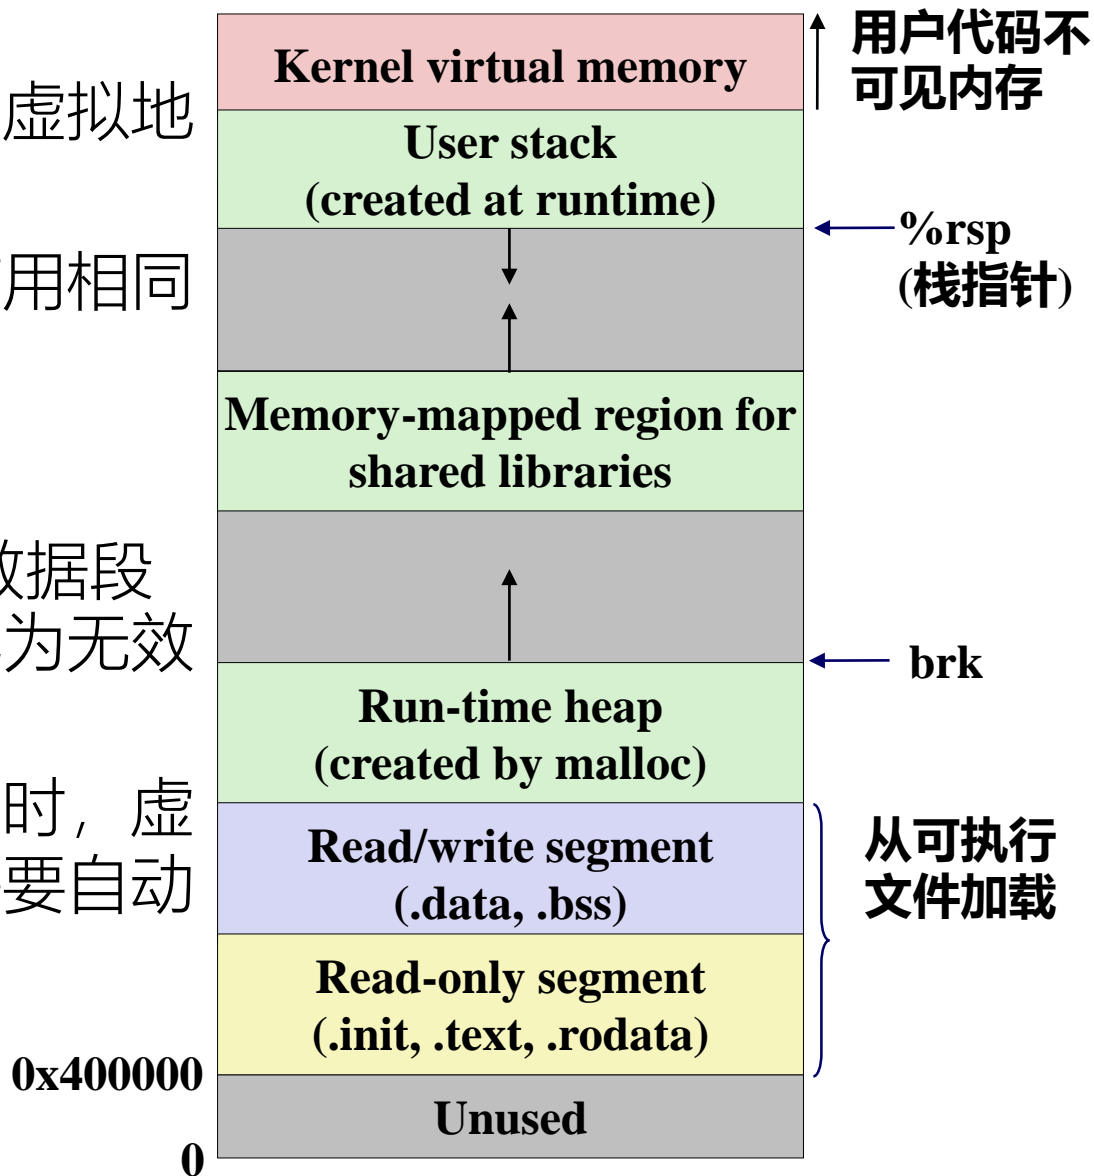 用户代码不
可见内存
Kernel virtual memory
虚拟地
User stack
(created at runtime)
%rsp
(栈指针)
用相同
Memory-mapped region for
shared libraries
据段
为无效
brk
Run-time heap
(created by malloc)
时，虚
要自动
Read/write segment
(.data, .bss)
从可执行
文件加载
Read-only segment
(.init, .text, .rodata)
0x400000
Unused
0